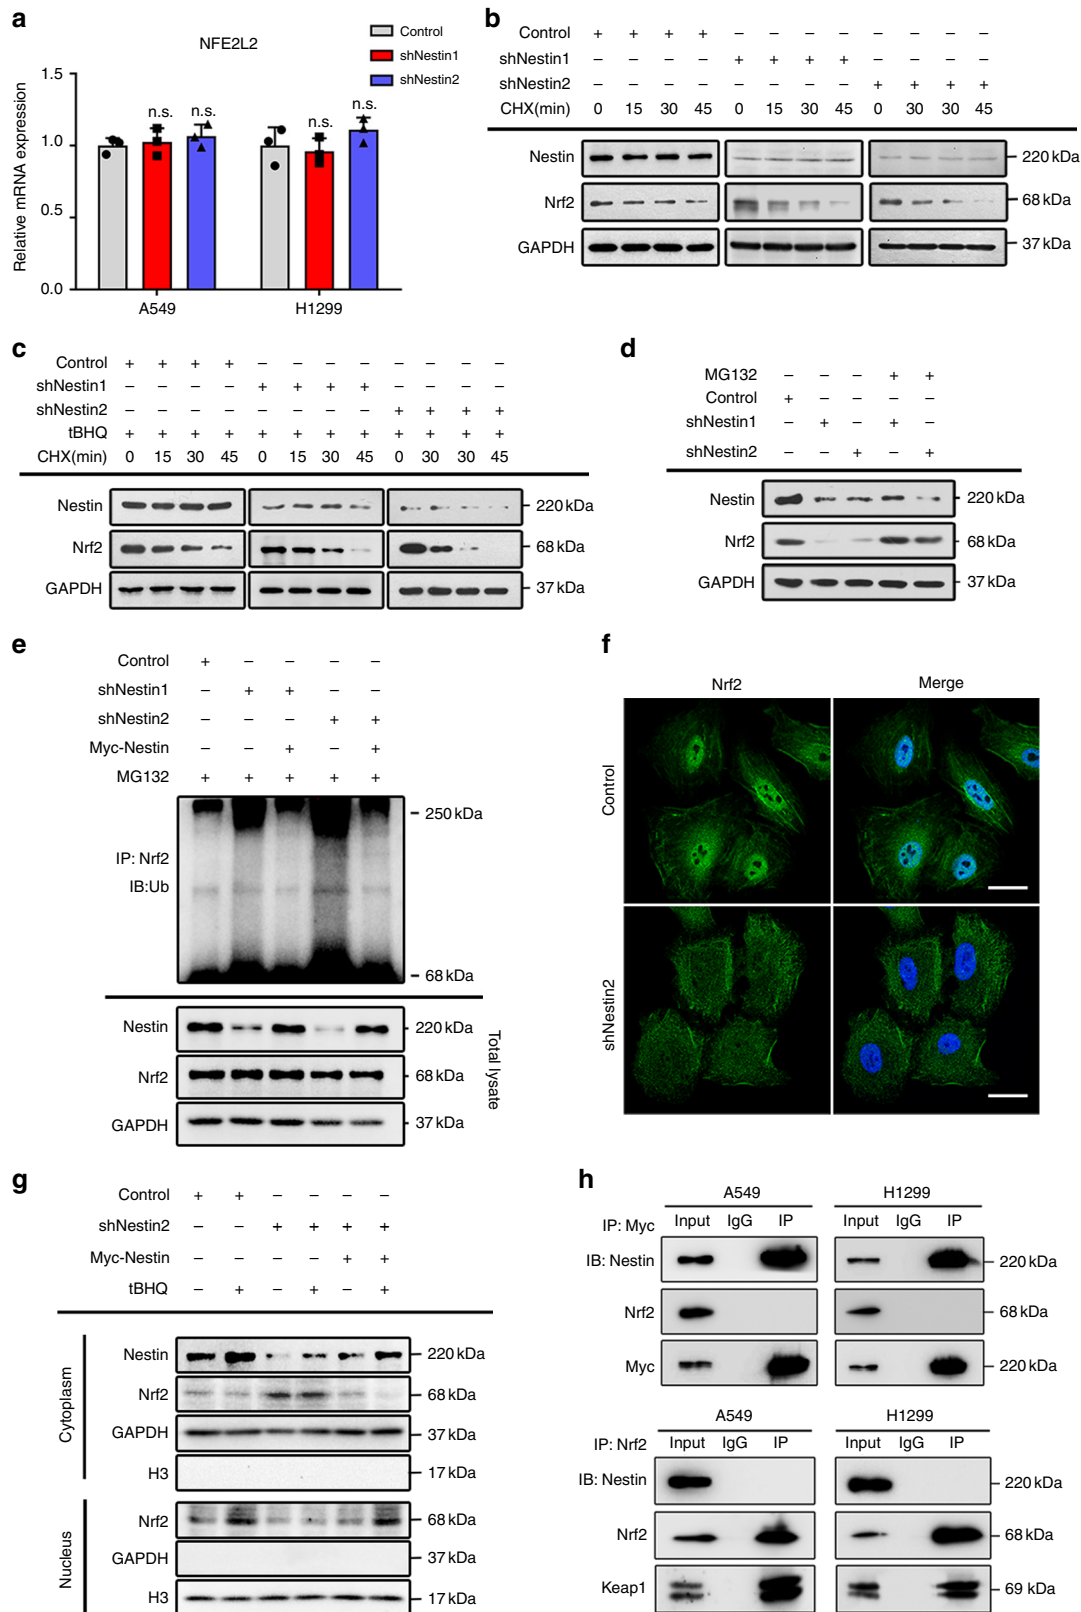 a
NFE2L2
Control
shNestin1
shNestin2
Relative mRNA expression
1.5
1.0
0.5
0.0
n.s.
n.s.
n.s.
n.s.
A549
H1299
b
Control + + + + – – – – – – – –
shNestin1 – – – – + + + + – – – –
shNestin2 – – – – – – – – + + + +
CHX(min) 0 15 30 45 0 15 30 45 0 30 30 45
Nestin 220 kDa
Nrf2 68 kDa
GAPDH 37 kDa
c
Control + + + + – – – – – – – –
shNestin1 – – – – + + + + – – – –
shNestin2 – – – – – – – – + + + +
tBHQ + + + + + + + + + + + +
CHX(min) 0 15 30 45 0 15 30 45 0 30 30 45
Nestin 220 kDa
Nrf2 68 kDa
GAPDH 37 kDa
d
MG132 – – – + +
Control + – – – –
shNestin1 – + – + –
shNestin2 – – + – +
Nestin 220 kDa
Nrf2 68 kDa
GAPDH 37 kDa
e
Control + – – – –
shNestin1 – + + – –
shNestin2 – – – + +
Myc-Nestin – – + – +
MG132 + + + + +
IP: Nrf2
IB:Ub
250 kDa
68 kDa
Nestin 220 kDa
Nrf2 68 kDa
GAPDH 37 kDa
Total lysate
f
Nrf2 Merge
Control
shNestin2
g
Control + + – – – –
shNestin2 – – + + + +
Myc-Nestin – – – – + +
tBHQ – + – + – +
Cytoplasm
Nestin 220 kDa
Nrf2 68 kDa
GAPDH 37 kDa
H3 17 kDa
Nucleus
Nrf2 68 kDa
GAPDH 37 kDa
H3 17 kDa
h
A549 H1299
IP: Myc Input IgG IP Input IgG IP
IB: Nestin 220 kDa
Nrf2 68 kDa
Myc 220 kDa
A549 H1299
IP: Nrf2 Input IgG IP Input IgG IP
IB: Nestin 220 kDa
Nrf2 68 kDa
Keap1 69 kDa